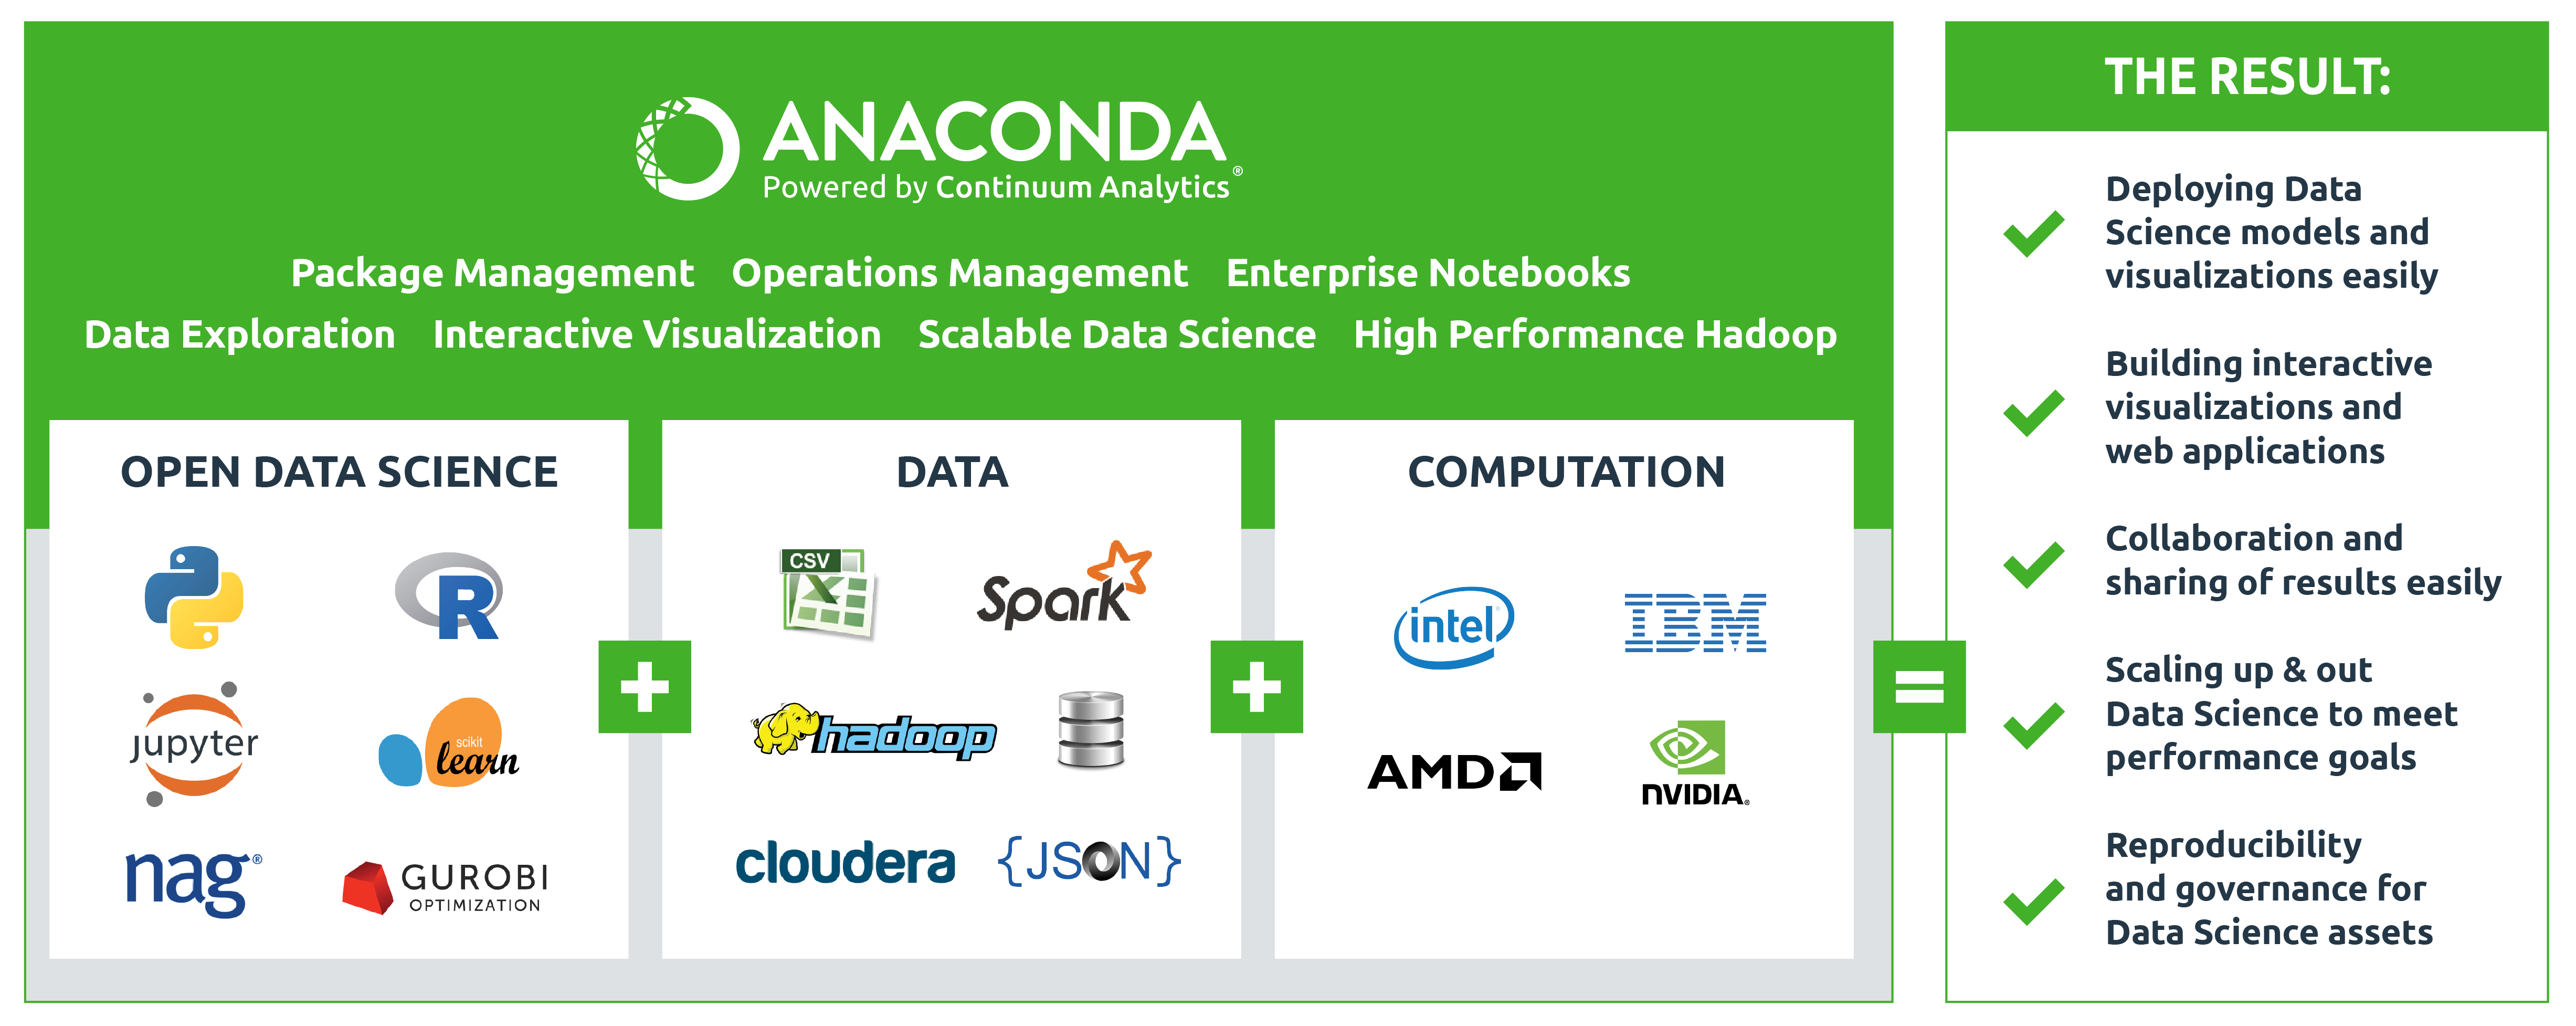 ANACONDA
Powered by Continuum Analytics®
Package Management Operations Management Enterprise Notebooks
Data Exploration Interactive Visualization Scalable Data Science High Performance Hadoop
OPEN DATA SCIENCE
R
jupyter
scikit
learn
nag®
GUROBI
OPTIMIZATION
+
DATA
CSV
X
Spark
hadoop
cloudera
{JSON}
+
COMPUTATION
intel
IBM
AMD
NVIDIA®
=
THE RESULT:
Deploying Data
Science models and
visualizations easily
Building interactive
visualizations and
web applications
Collaboration and
sharing of results easily
Scaling up & out
Data Science to meet
performance goals
Reproducibility
and governance for
Data Science assets